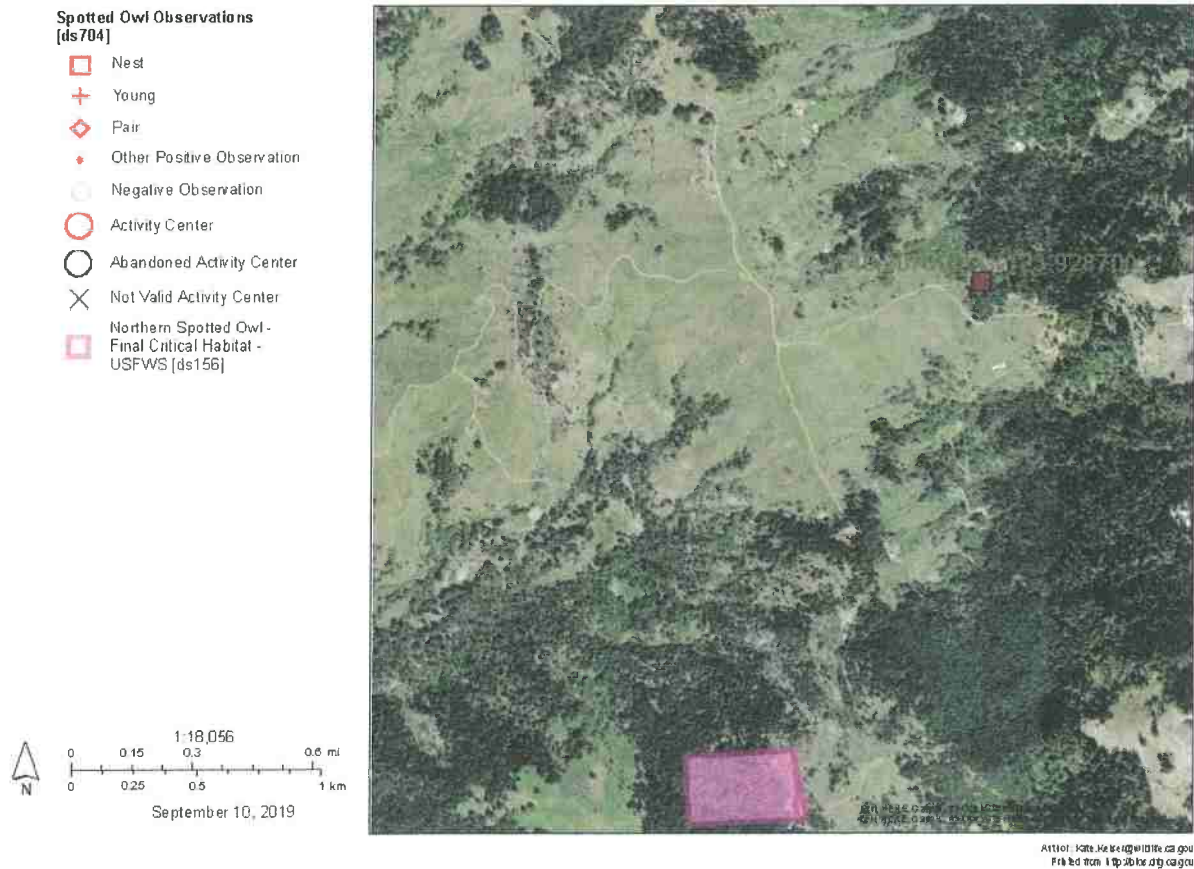 Spotted Owl Observations
[ds704]
Nest
Young
Pair
Other Positive Observation
Negative Observation
Activity Center
Abandoned Activity Center
Not Valid Activity Center
Northern Spotted Owl -
Final Critical Habitat -
USFWS [ds156]
1:18,056
0 0.15 0.3 0.6 mi
0 0.25 0.5 1 km
N
September 10, 2019
Printed from